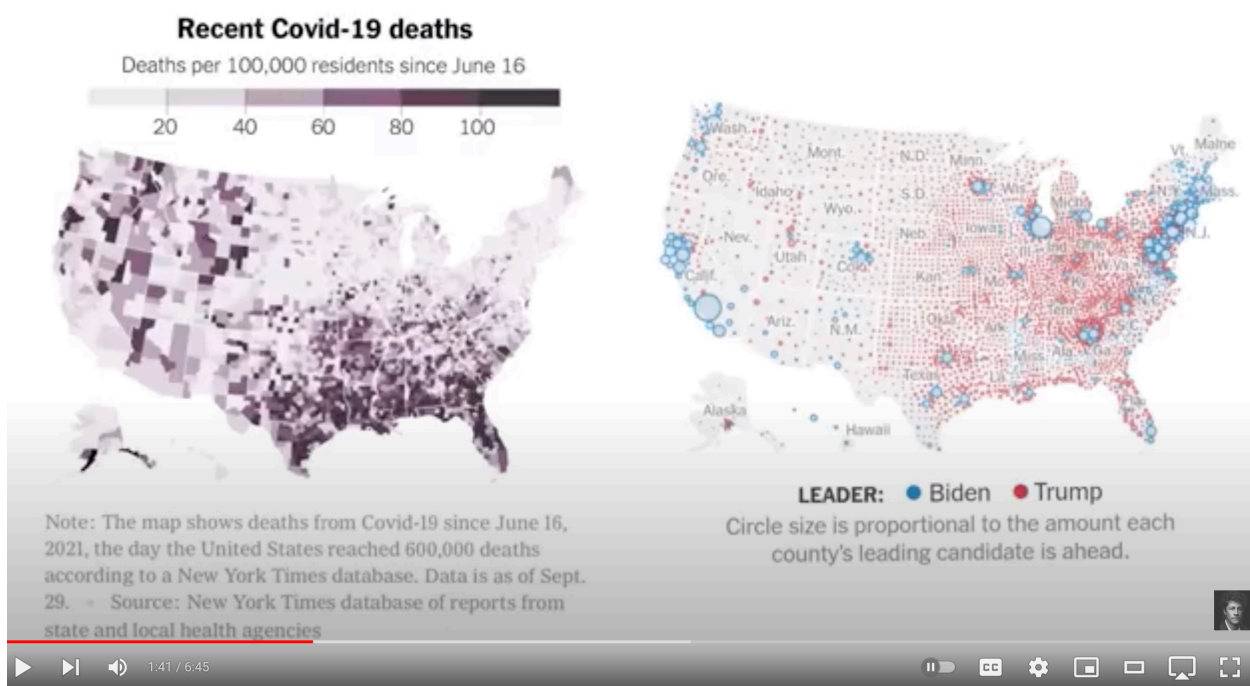 Recent Covid-19 deaths
Deaths per 100,000 residents since June 16
20 40 60 80 100
Wash.
Mont.
N.D.
Minn.
Vt.
Maine
Ore.
Idaho
S.D.
Wis.
Mich.
N.Y.
Mass.
Wyo.
Nev.
Neb.
Iowa
N.J.
Utah
Colo.
Ohio
Calif.
Kan.
Mo.
W.Va.
Ariz.
N.M.
Okla.
Ark.
Tenn.
S.C.
Miss.
Ala.
Ga.
Texas
La.
Fla.
Alaska
Hawaii
LEADER: Biden Trump
Circle size is proportional to the amount each
county's leading candidate is ahead.
Note: The map shows deaths from Covid-19 since June 16,
2021, the day the United States reached 600,000 deaths
according to a New York Times database. Data is as of Sept.
29. • Source: New York Times database of reports from
state and local health agencies
1:41 / 6:45
CC